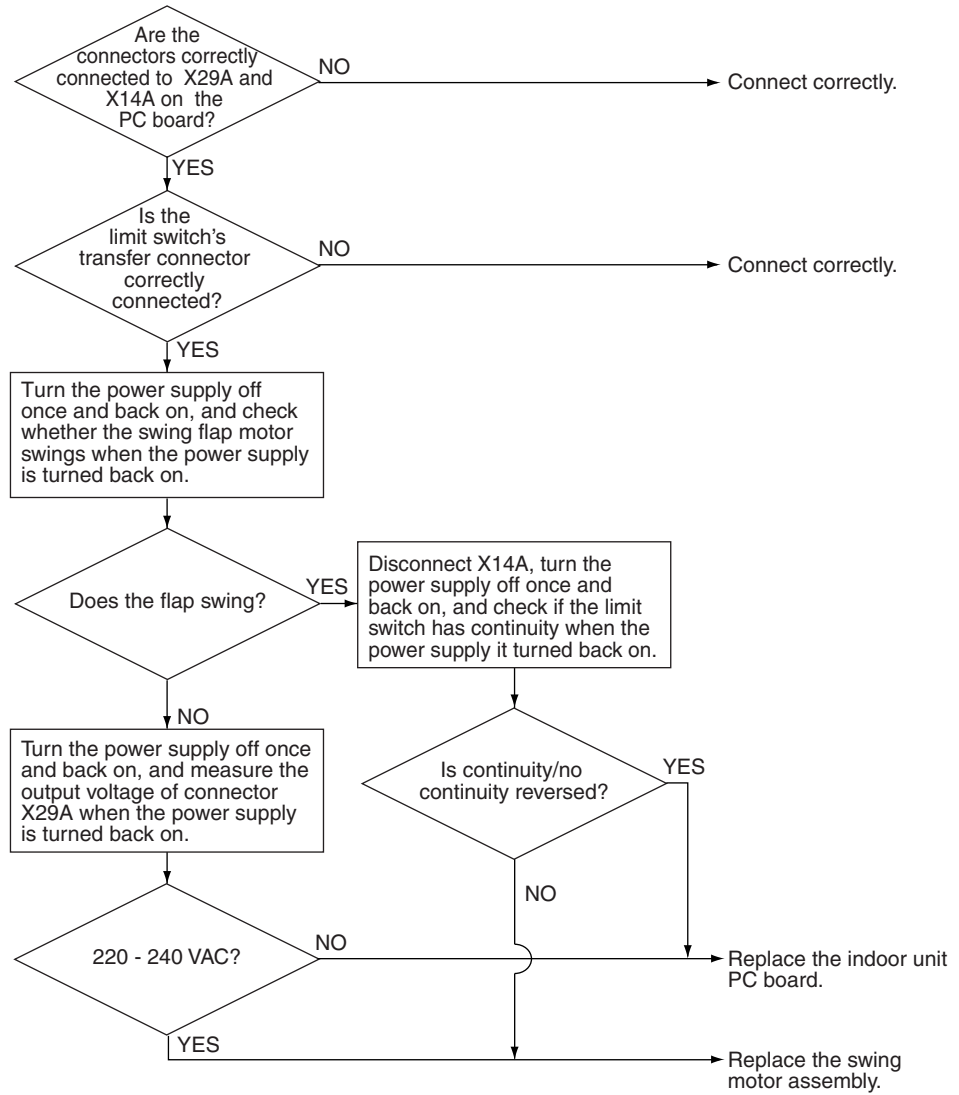 Are the
connectors correctly
connected to X29A and
X14A on the
PC board?
NO
Connect correctly.
YES
Is the
limit switch's
transfer connector
correctly
connected?
NO
Connect correctly.
YES
Turn the power supply off
once and back on, and check
whether the swing flap motor
swings when the power supply
is turned back on.
Does the flap swing?
YES
Disconnect X14A, turn the
power supply off once and
back on, and check if the limit
switch has continuity when the
power supply it turned back on.
NO
Turn the power supply off once
and back on, and measure the
output voltage of connector
X29A when the power supply
is turned back on.
Is continuity/no
continuity reversed?
YES
NO
220 - 240 VAC?
NO
Replace the indoor unit
PC board.
YES
Replace the swing
motor assembly.